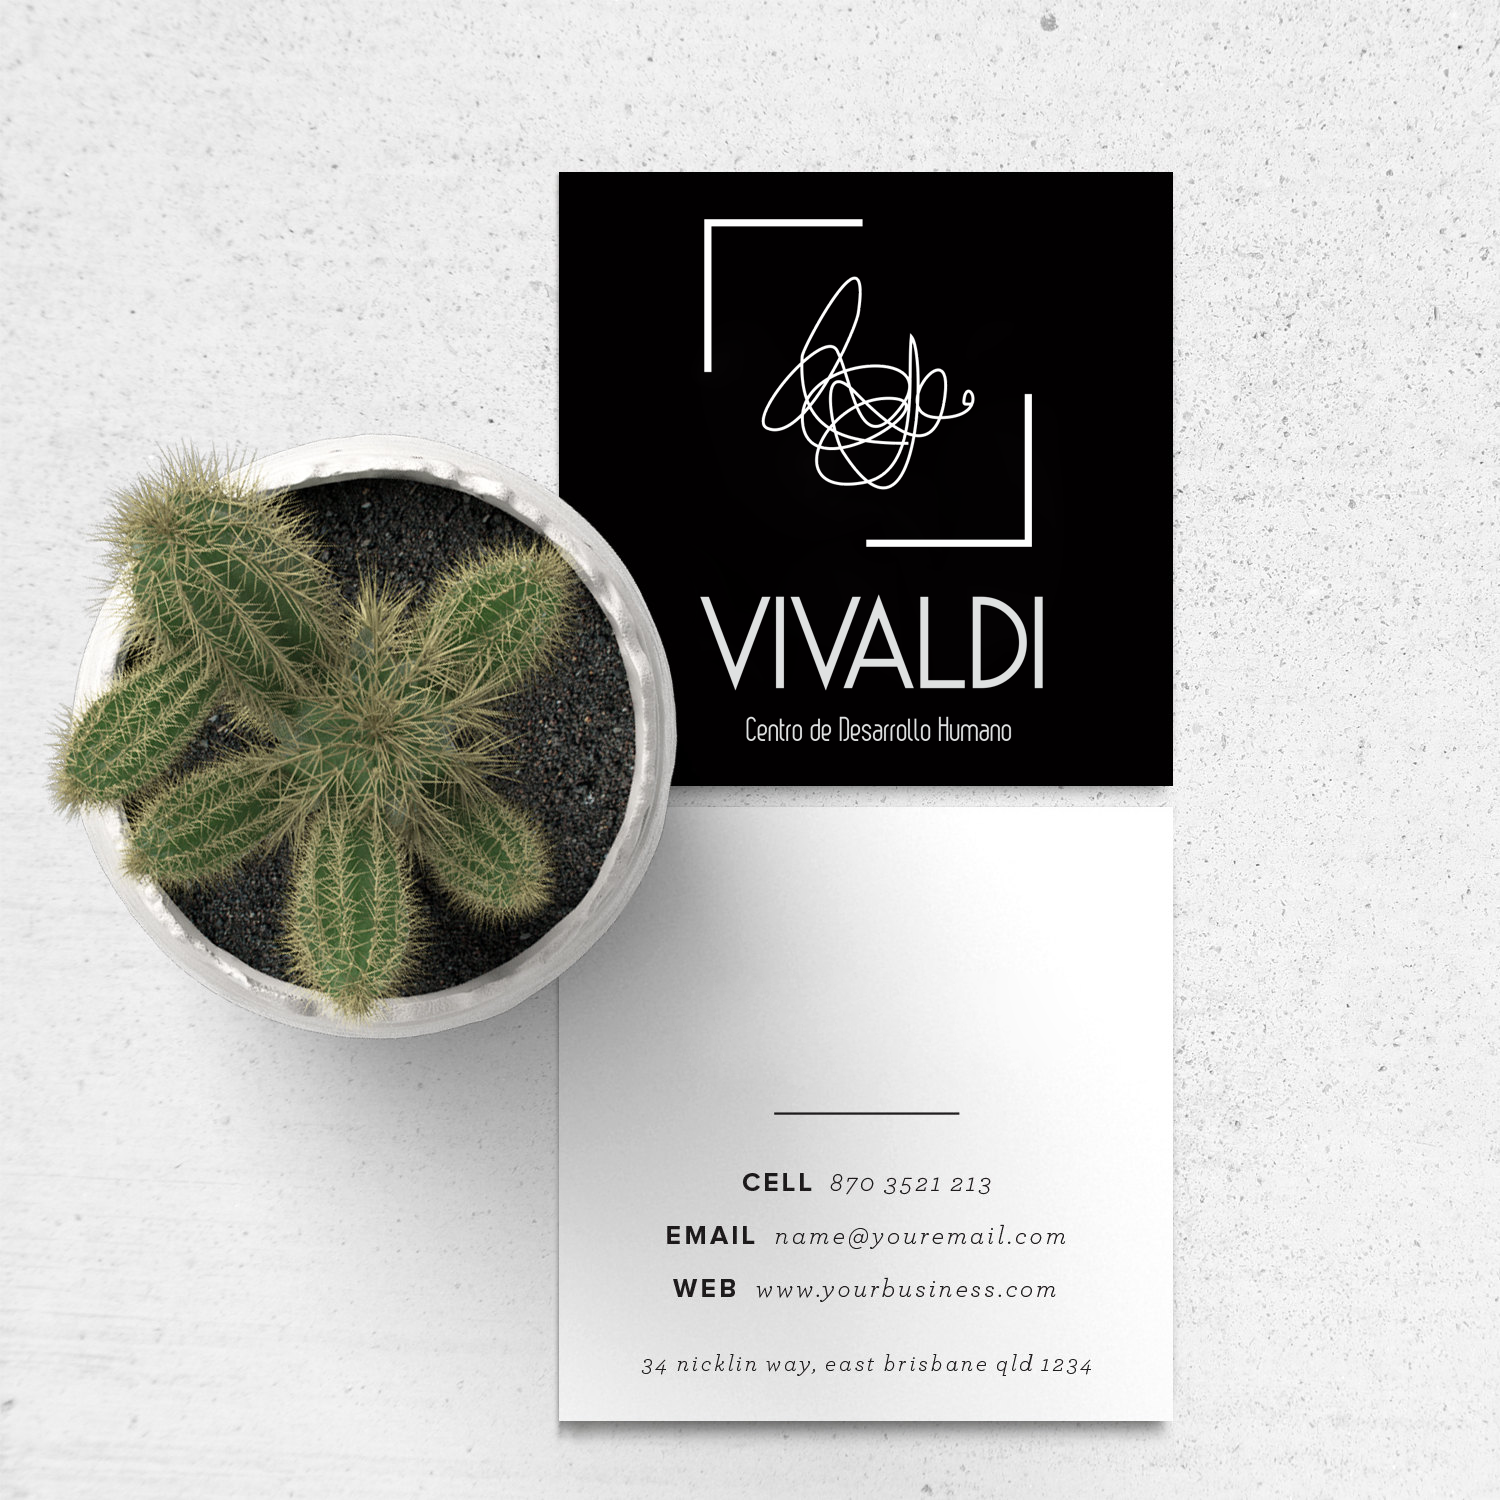 VIVALDI
Centro de Desarrollo Humano
CELL 870 3521 213
EMAIL name@youremail.com
WEB www.yourbusiness.com
34 nicklin way, east brisbane qld 1234